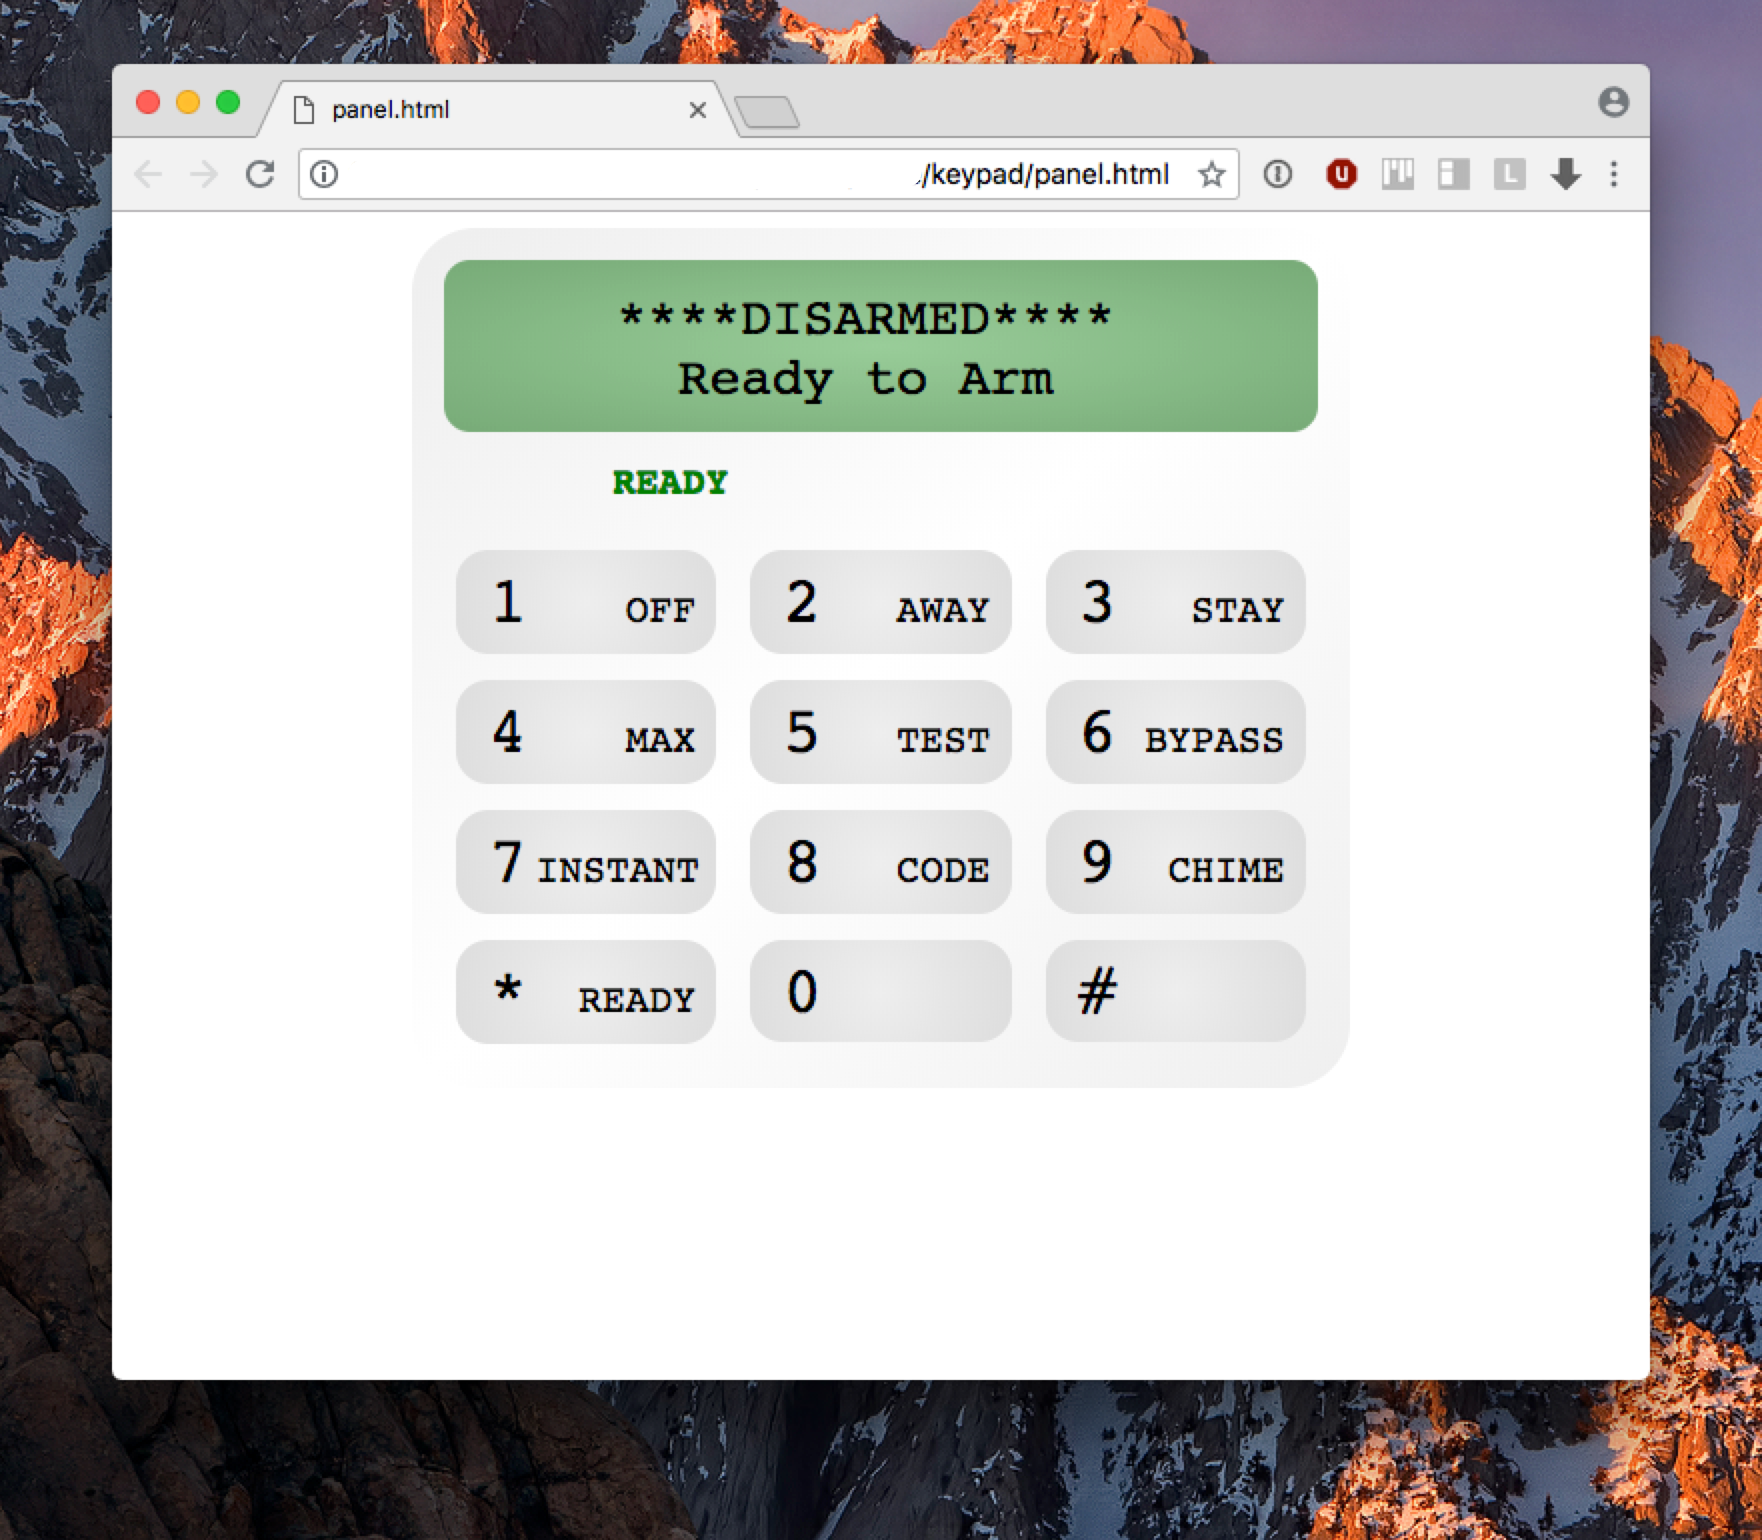 panel.html
/keypad/panel.html
****DISARMED****
Ready to Arm
READY
1 OFF
2 AWAY
3 STAY
4 MAX
5 TEST
6 BYPASS
7 INSTANT
8 CODE
9 CHIME
* READY
0
#